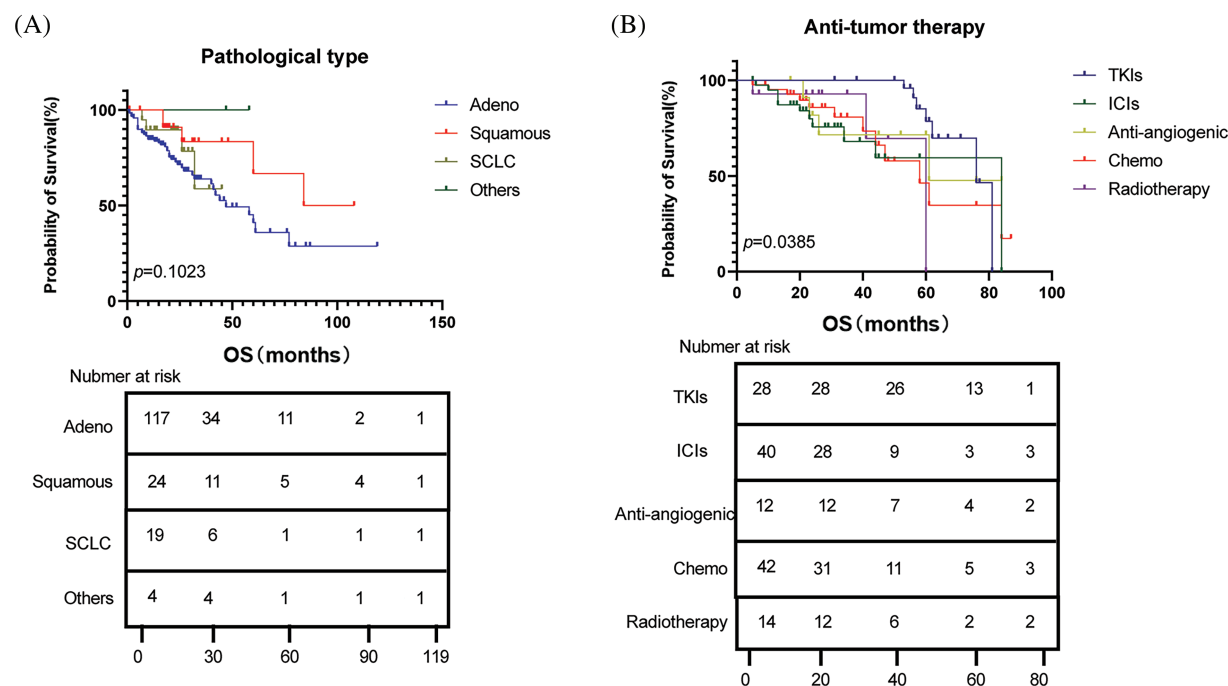 (A)
Pathological type
Probability of Survival(%)
100
50
0
p=0.1023
0 50 100 150
OS(months)
Adeno
Squamous
SCLC
Others
Nubmer at risk
Adeno 117 34 11 2 1
Squamous 24 11 5 4 1
SCLC 19 6 1 1 1
Others 4 4 1 1 1
0 30 60 90 119
(B)
Anti-tumor therapy
Probability of Survival(%)
100
50
0
p=0.0385
0 20 40 60 80 100
OS(months)
TKIs
ICIs
Anti-angiogenic
Chemo
Radiotherapy
Nubmer at risk
TKIs 28 28 26 13 1
ICIs 40 28 9 3 3
Anti-angiogenic 12 12 7 4 2
Chemo 42 31 11 5 3
Radiotherapy 14 12 6 2 2
0 20 40 60 80